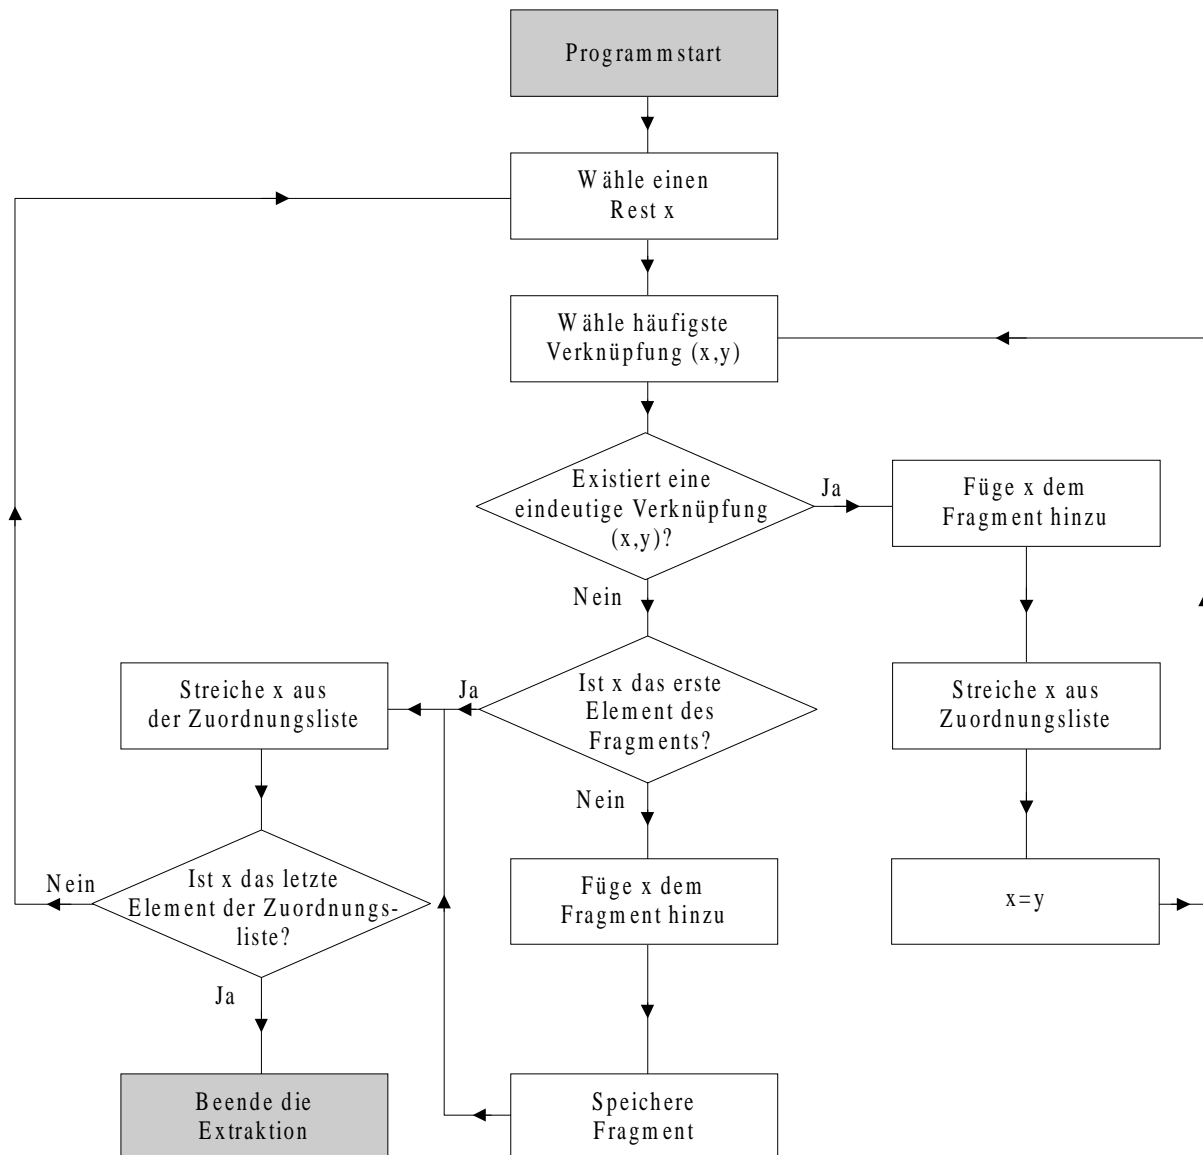 Programmstart
Wähle einen
Rest x
Wähle häufigste
Verknüpfung (x,y)
Existiert eine
eindeutige Verknüpfung
(x,y)?
Ja
Füge x dem
Fragment hinzu
Nein
Streiche x aus
der Zuordnungsliste
Ja
Ist x das erste
Element des
Fragments?
Streiche x aus
Zuordnungsliste
Nein
Nein
Ist x das letzte
Element der Zuordnungs-
liste?
Füge x dem
Fragment hinzu
x=y
Ja
Beende die
Extraktion
Speichere
Fragment